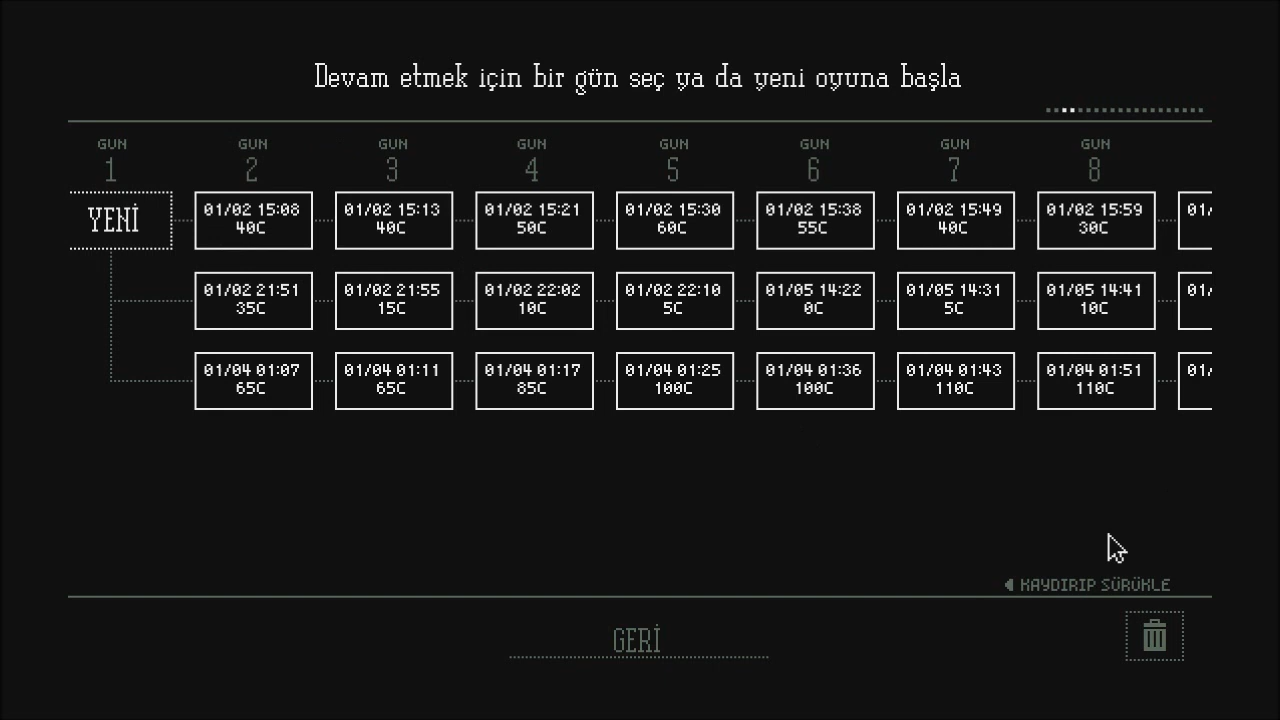 Devam etmek için bir gün seç ya da yeni oyuna başla
GUN GUN GUN GUN GUN GUN GUN GUN
1 2 3 4 5 6 7 8
YENİ
01/02 15:08 01/02 15:13 01/02 15:21 01/02 15:30 01/02 15:38 01/02 15:49 01/02 15:59 01/
40C 40C 50C 60C 55C 40C 30C
01/02 21:51 01/02 21:55 01/02 22:02 01/02 22:10 01/05 14:22 01/05 14:31 01/05 14:41 01/
35C 15C 10C 5C 0C 5C 10C
01/04 01:07 01/04 01:11 01/04 01:17 01/04 01:25 01/04 01:36 01/04 01:43 01/04 01:51 01/
65C 65C 85C 100C 100C 110C 110C
KAYDIRIP SÜRÜKLE
GERİ